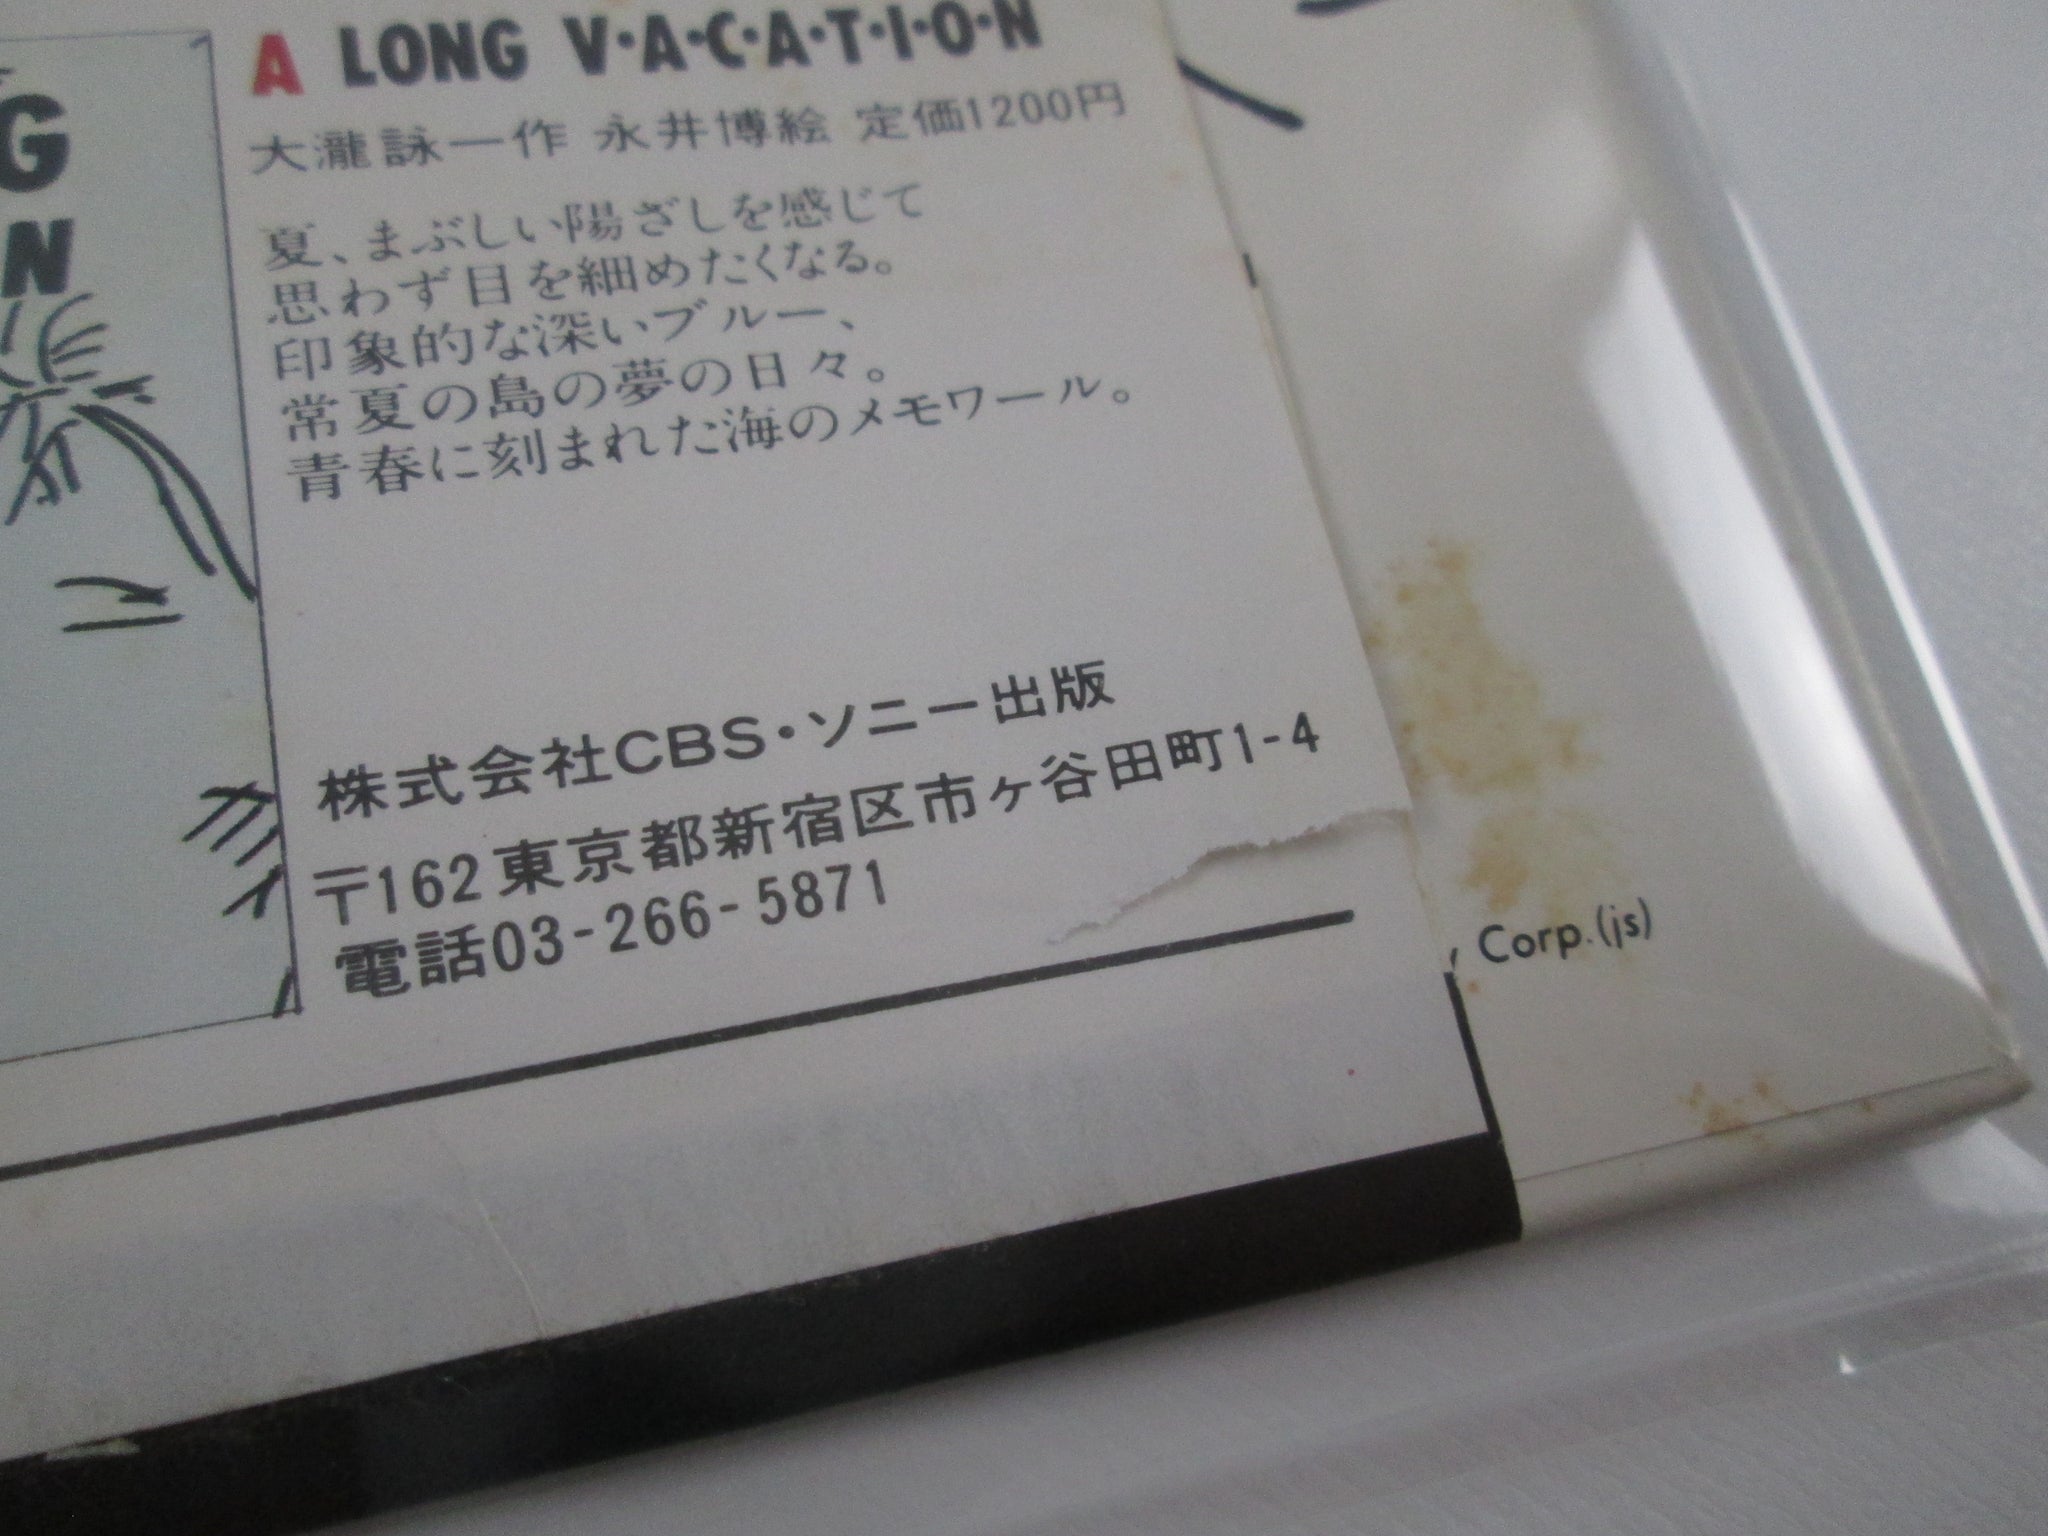 G
N
A LONG V·A·C·A·T·I·O·N
大瀧詠一作 永井博絵 定価1200円
夏、まぶしい陽ざしを感じて
思わず目を細めたくなる。
印象的な深いブルー、
常夏の島の夢の日々。
青春に刻まれた海のメモワール。
株式会社CBS・ソニー出版
〒162東京都新宿区市ヶ谷田町1-4
電話03-266-5871
, Corp.(js)